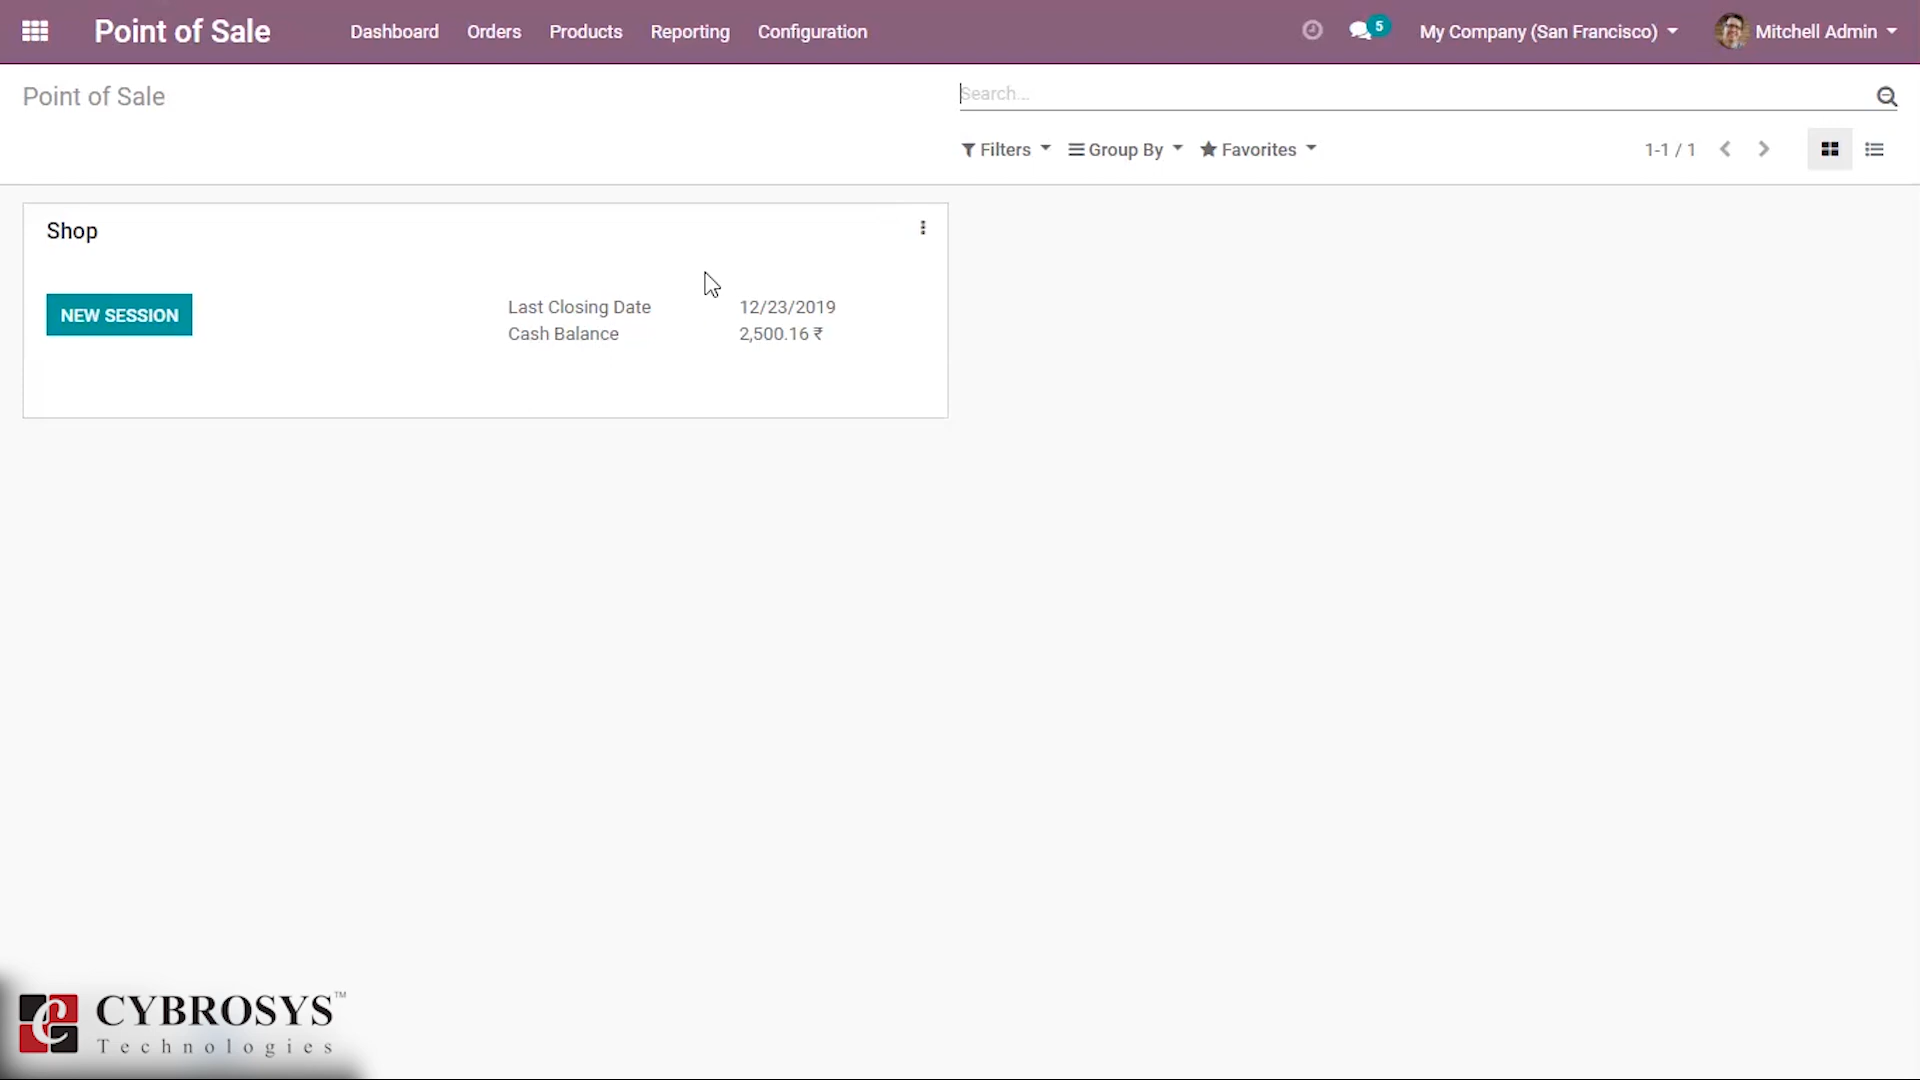 Point of Sale Dashboard Orders Products Reporting Configuration 5 My Company (San Francisco) Mitchell Admin
Point of Sale
Search...
Filters Group By Favorites 1-1 / 1
Shop
NEW SESSION
Last Closing Date 12/23/2019
Cash Balance 2,500.16 ₹
CYBROSYS™
Technologies